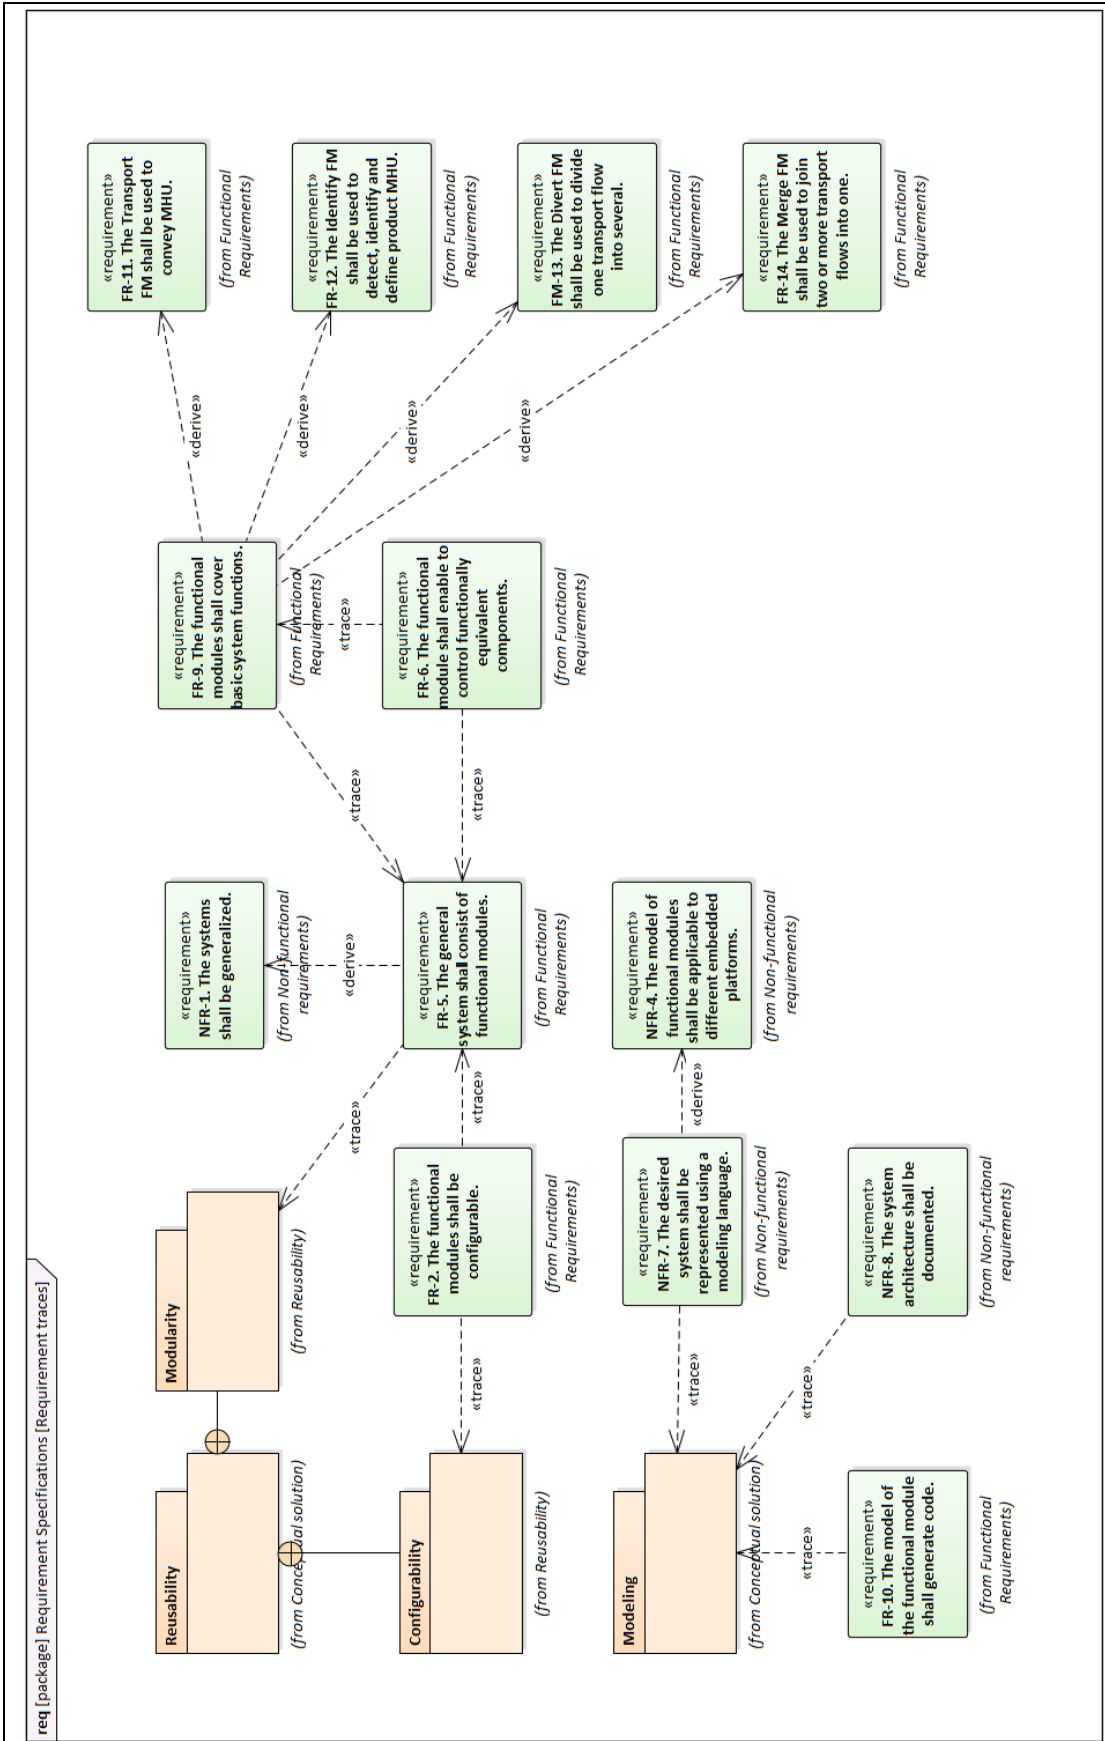 req [package] Requirement Specifications [Requirement traces]
Reusability
(from Conceptual solution)
Modularity
(from Reusability)
«requirement»
NFR-1. The systems
shall be generalized.
(from Non-functional
requirements)
«requirement»
FR-9. The functional
modules shall cover
basic system functions.
(from Functional
Requirements)
«requirement»
FR-11. The Transport
FM shall be used to
convey MHU.
(from Functional
Requirements)
«derive»
«requirement»
FR-12. The Identify FM
shall be used to
detect, identify and
define product MHU.
(from Functional
Requirements)
«derive»
«trace»
«derive»
«trace»
«trace»
«derive»
Configurability
(from Reusability)
«trace»
«requirement»
FR-2. The functional
modules shall be
configurable.
(from Functional
Requirements)
«trace»
«requirement»
FR-5. The general
system shall consist of
functional modules.
(from Functional
Requirements)
«trace»
«requirement»
FR-6. The functional
module shall enable to
control functionally
equivalent
components.
(from Functional
Requirements)
«derive»
«requirement»
FM-13. The Divert FM
shall be used to divide
one transport flow
into several.
(from Functional
Requirements)
Modeling
(from Conceptual solution)
«trace»
«requirement»
NFR-7. The desired
system shall be
represented using a
modeling language.
(from Non-functional
requirements)
«derive»
«requirement»
NFR-4. The model of
functional modules
shall be applicable to
different embedded
platforms.
(from Non-functional
requirements)
«requirement»
FR-14. The Merge FM
shall be used to join
two or more transport
flows into one.
(from Functional
Requirements)
«trace»
«trace»
«requirement»
FR-10. The model of
the functional module
shall generate code.
(from Functional
Requirements)
«requirement»
NFR-8. The system
architecture shall be
documented.
(from Non-functional
requirements)